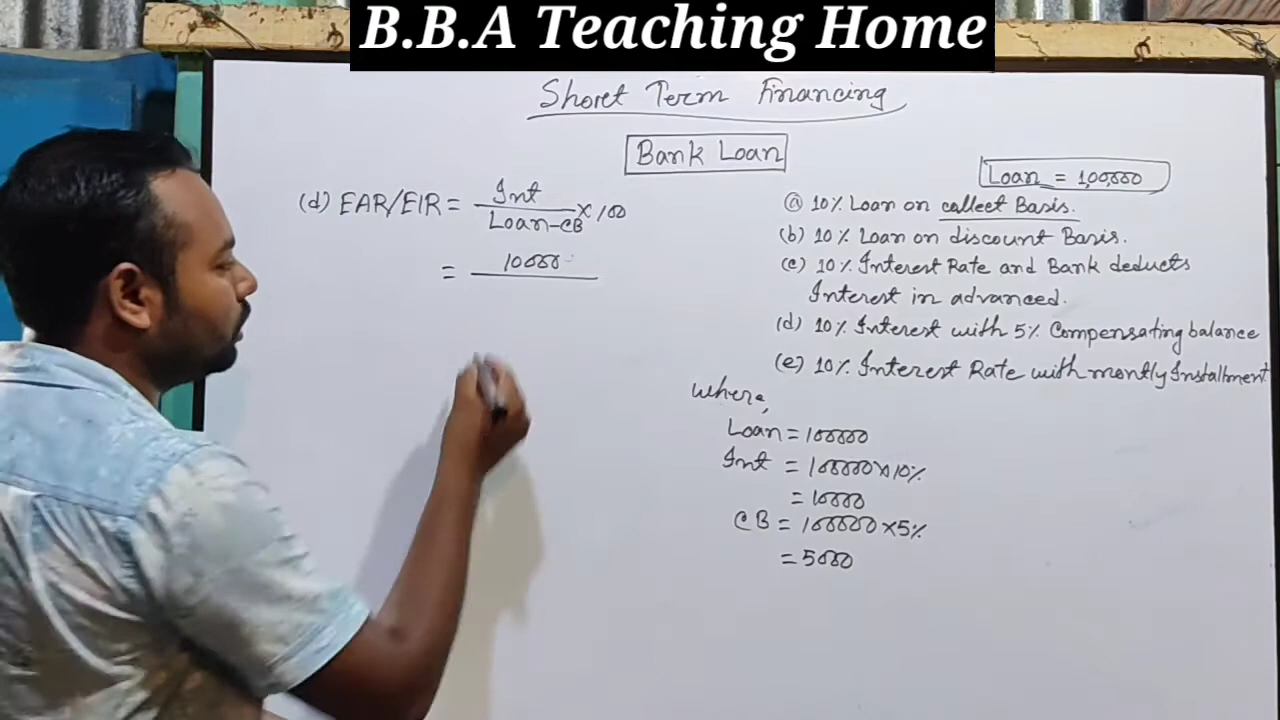 B.B.A Teaching Home
Short Term Financing
Bank Loan
Loan = 1,00,000
(d) EAR/EIR = Int / Loan-CB × 100
= 10000
(a) 10% Loan on collect Basis.
(b) 10% Loan on discount Basis.
(c) 10% Interest Rate and Bank deducts
Interest in advanced.
(d) 10% Interest with 5% Compensating balance
(e) 10% Interest Rate with montly Installment
where,
Loan = 100000
Int = 100000 × 10%
= 10000
CB = 100000 × 5%
= 5000